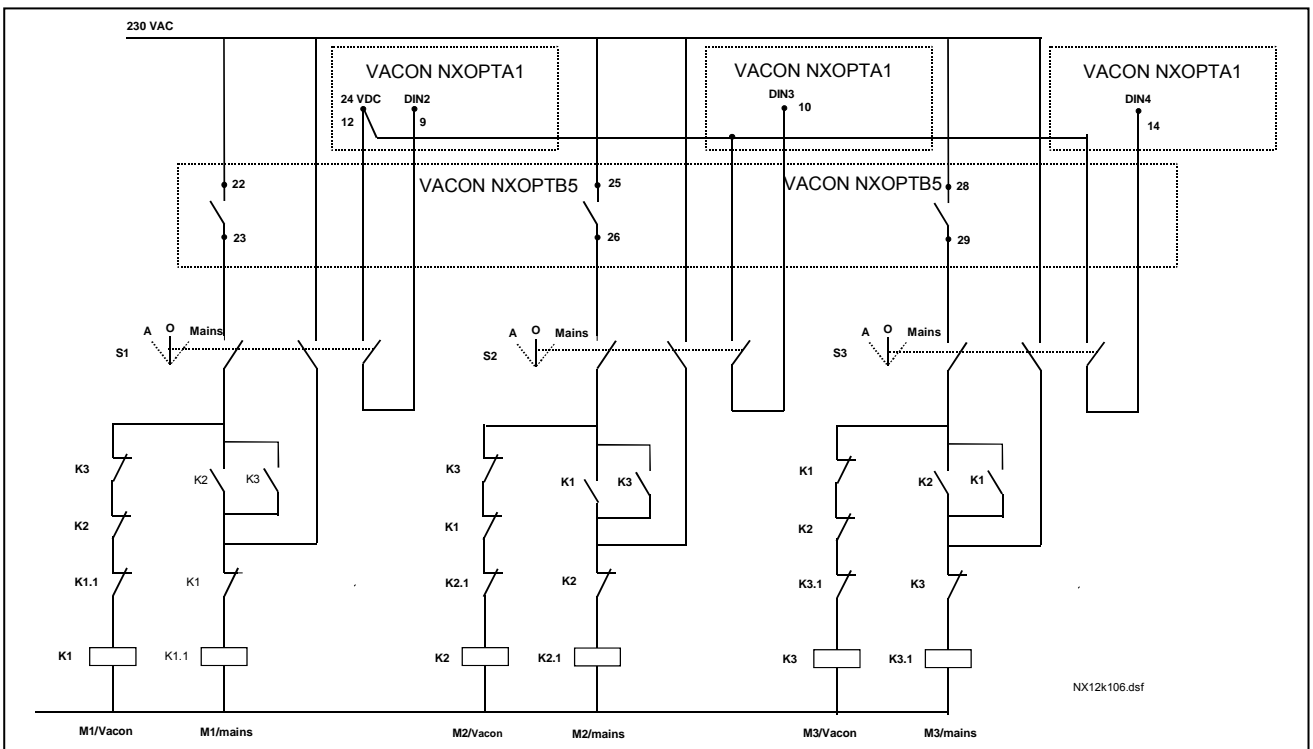 230 VAC
VACON NXOPTA1
24 VDC DIN2
12 9
VACON NXOPTA1
DIN3
10
VACON NXOPTA1
DIN4
14
VACON NXOPTB5
VACON NXOPTB5
22
23
25
26
28
29
A O Mains
S1
A O Mains
S2
A O Mains
S3
K3
K2 K3
K2
K1.1 K1
K1 K1.1
K3
K1 K3
K1
K2.1 K2
K2 K2.1
K1
K2 K1
K2
K3.1 K3
K3 K3.1
NX12k106.dsf
M1/Vacon M1/mains M2/Vacon M2/mains M3/Vacon M3/mains